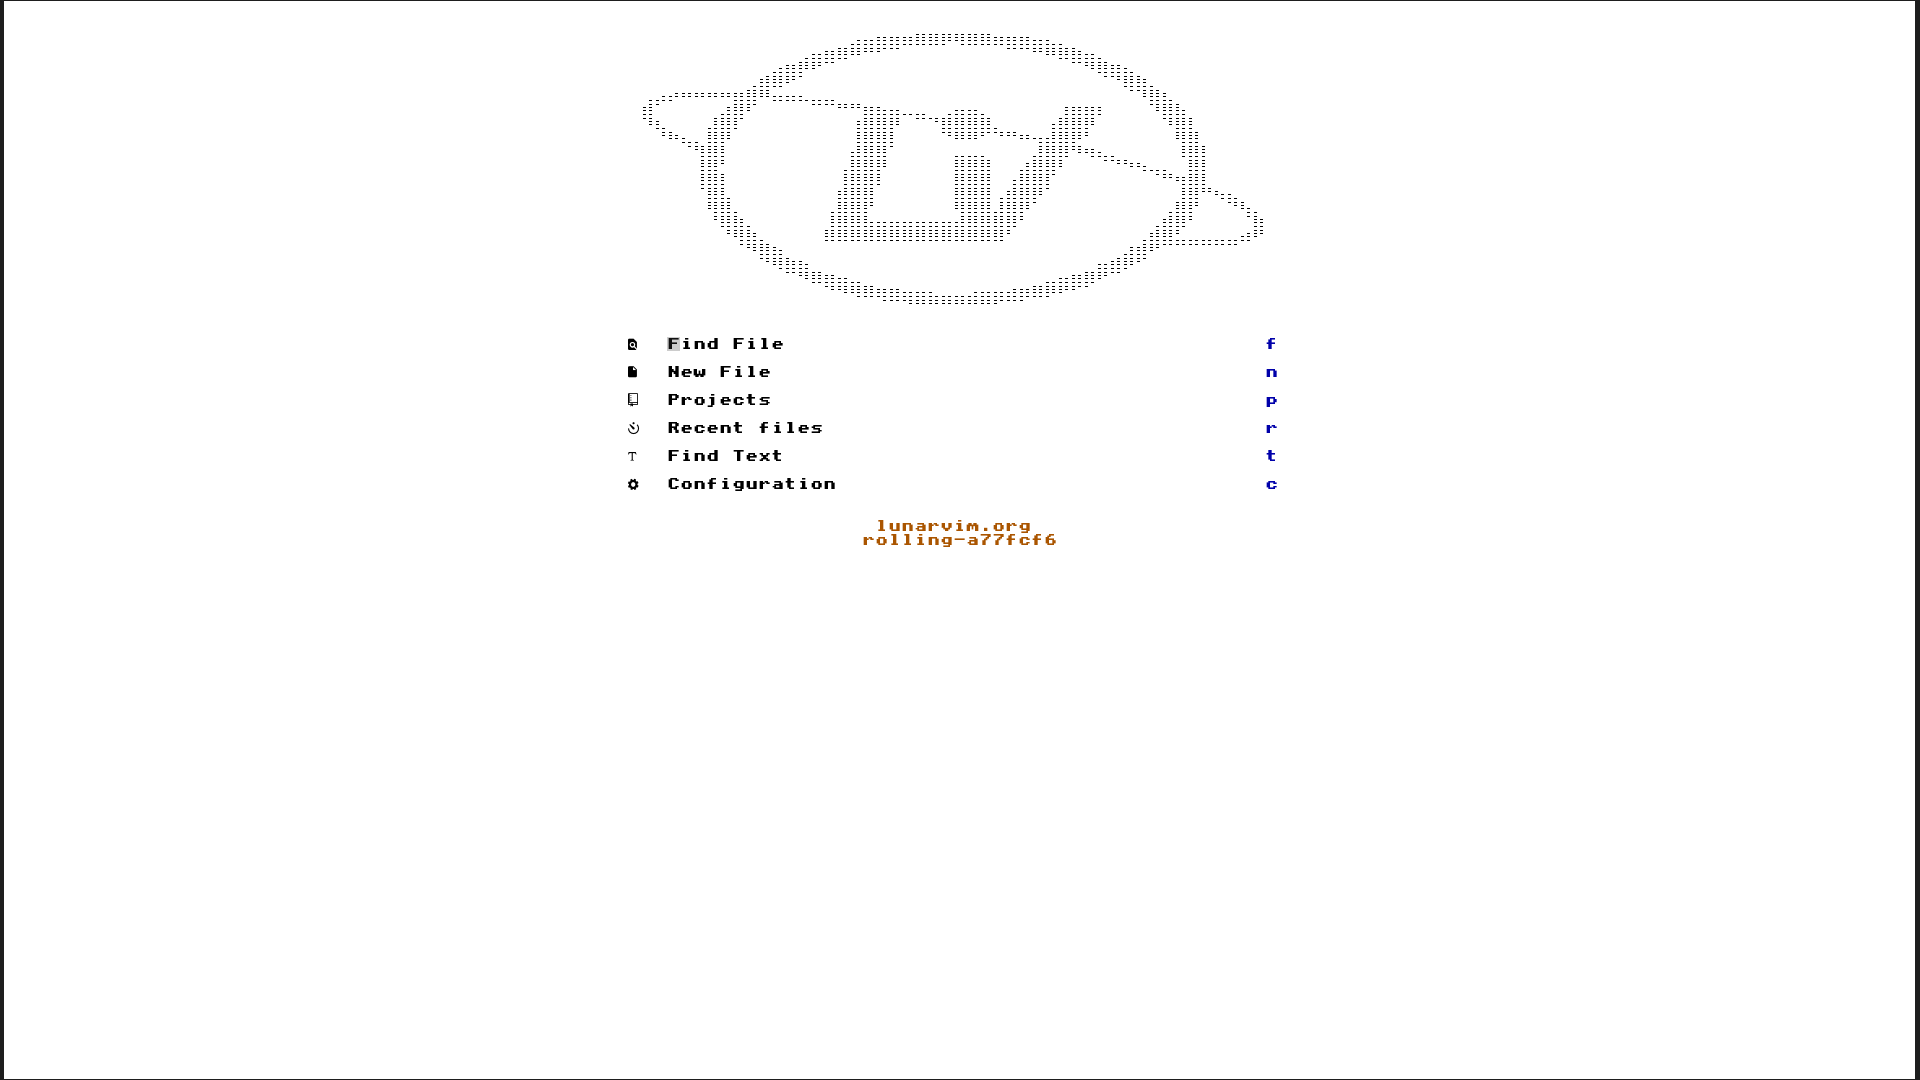 Find File f
New File n
Projects p
Recent files r
Find Text t
Configuration c
lunarvim.org
rolling-a77fcf6